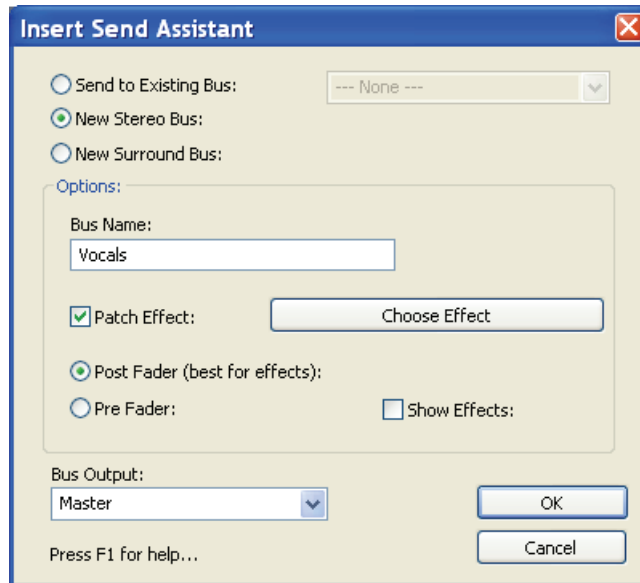 Insert Send Assistant
Send to Existing Bus: --- None ---
New Stereo Bus:
New Surround Bus:
Options:
Bus Name:
Vocals
Patch Effect: Choose Effect
Post Fader (best for effects):
Pre Fader: Show Effects:
Bus Output:
Master OK
Press F1 for help... Cancel